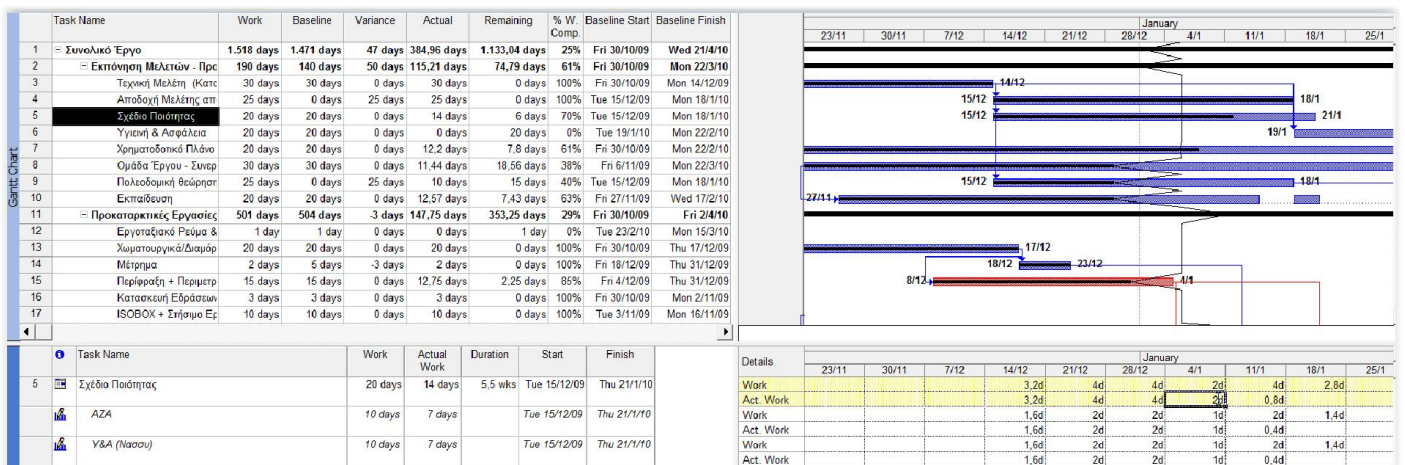 Task Name Work Baseline Variance Actual Remaining % W. Comp. Baseline Start Baseline Finish
January
23/11 30/11 7/12 14/12 21/12 28/12 4/1 11/1 18/1 25/1
1 Συνολικό Έργο 1.518 days 1.471 days 47 days 384,96 days 1.133,04 days 25% Fri 30/10/09 Wed 21/4/10
2 Εκπόνηση Μελετών - Προ 190 days 140 days 50 days 115,21 days 74,79 days 61% Fri 30/10/09 Mon 22/3/10
3 Τεχνική Μελέτη (Κατα 30 days 30 days 0 days 30 days 0 days 100% Fri 30/10/09 Mon 14/12/09 14/12
4 Αποδοχή Μελέτης απ 25 days 0 days 25 days 25 days 0 days 100% Tue 15/12/09 Mon 18/1/10 15/12 18/1
5 Σχέδιο Ποιότητας 20 days 20 days 0 days 14 days 6 days 70% Tue 15/12/09 Mon 18/1/10 15/12 21/1
6 Υγιεινή & Ασφάλεια 20 days 20 days 0 days 0 days 20 days 0% Tue 19/1/10 Mon 22/2/10 19/1
7 Χρηματοδοτικό Πλάνο 20 days 20 days 0 days 12,2 days 7,8 days 61% Fri 30/10/09 Mon 22/2/10
8 Ομάδα Έργου - Συνερ 30 days 30 days 0 days 11,44 days 18,56 days 38% Fri 6/11/09 Mon 22/3/10
9 Πολεοδομική θεώρησ 25 days 0 days 25 days 10 days 15 days 40% Tue 15/12/09 Mon 18/1/10 15/12 18/1
10 Εκπαίδευση 20 days 20 days 0 days 12,57 days 7,43 days 63% Fri 27/11/09 Wed 17/2/10 27/11
11 Προκαταρκτικές Εργασίες 501 days 504 days -3 days 147,75 days 353,25 days 29% Fri 30/10/09 Fri 2/4/10
12 Εργοταξιακό Ρεύμα & 1 day 1 day 0 days 0 days 1 day 0% Tue 23/2/10 Mon 15/3/10
13 Χωματουργικά/Διαμόρ 20 days 20 days 0 days 20 days 0 days 100% Fri 30/10/09 Thu 17/12/09 17/12
14 Μέτρημα 2 days 5 days -3 days 2 days 0 days 100% Fri 18/12/09 Thu 31/12/09 18/12 23/12
15 Περίφραξη + Περιμετρ 15 days 15 days 0 days 12,75 days 2,25 days 85% Fri 4/12/09 Thu 31/12/09 8/12 4/1
16 Κατασκευή Εδράσεων 3 days 3 days 0 days 3 days 0 days 100% Fri 30/10/09 Mon 2/11/09
17 ISOBOX + Στήσιμο Ερ 10 days 10 days 0 days 10 days 0 days 100% Tue 3/11/09 Mon 16/11/09
Gantt Chart
Task Name Work Actual Work Duration Start Finish
Details January
23/11 30/11 7/12 14/12 21/12 28/12 4/1 11/1 18/1 25/1
5 Σχέδιο Ποιότητας 20 days 14 days 5,5 wks Tue 15/12/09 Thu 21/1/10
Work 3,2d 4d 4d 2d 4d 2,8d
Act. Work 3,2d 4d 4d 2d 0,8d
AZA 10 days 7 days Tue 15/12/09 Thu 21/1/10
Work 1,6d 2d 2d 1d 2d 1,4d
Act. Work 1,6d 2d 2d 1d 0,4d
Υ&Α (Νασσυ) 10 days 7 days Tue 15/12/09 Thu 21/1/10
Work 1,6d 2d 2d 1d 2d 1,4d
Act. Work 1,6d 2d 2d 1d 0,4d